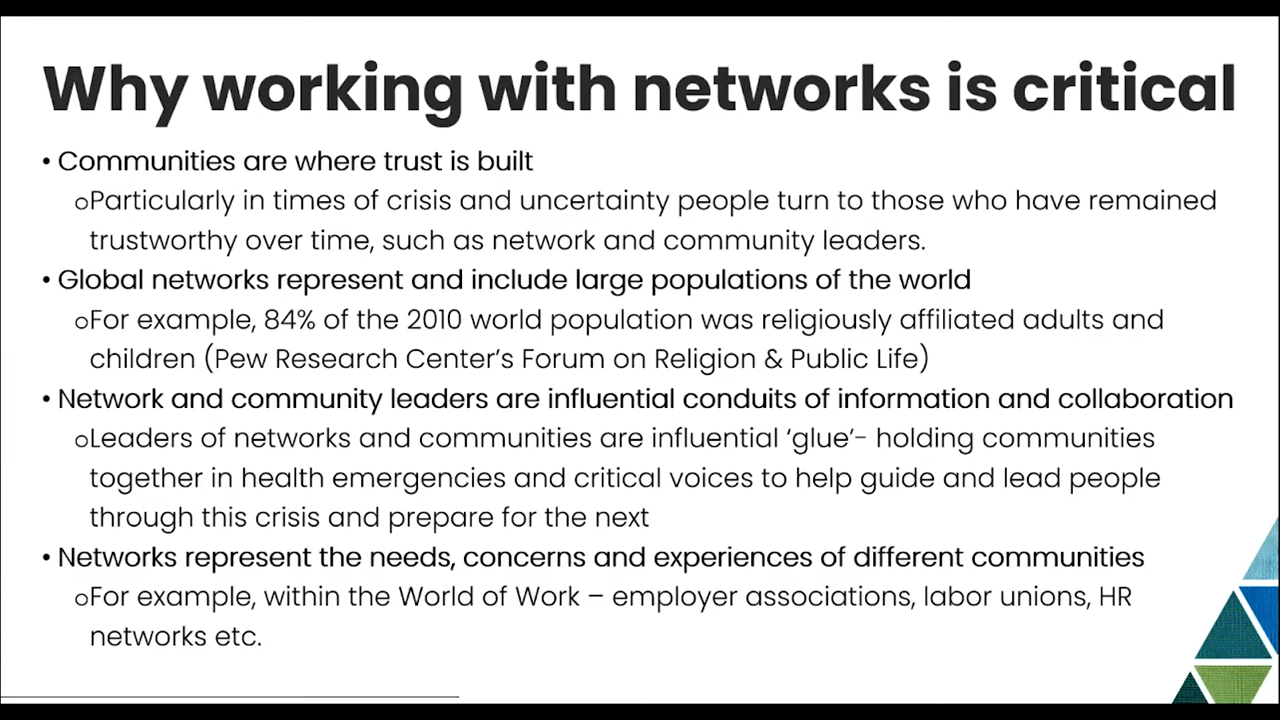 Why working with networks is critical
• Communities are where trust is built
oParticularly in times of crisis and uncertainty people turn to those who have remained
trustworthy over time, such as network and community leaders.
• Global networks represent and include large populations of the world
oFor example, 84% of the 2010 world population was religiously affiliated adults and
children (Pew Research Center's Forum on Religion & Public Life)
• Network and community leaders are influential conduits of information and collaboration
oLeaders of networks and communities are influential ‘glue’- holding communities
together in health emergencies and critical voices to help guide and lead people
through this crisis and prepare for the next
• Networks represent the needs, concerns and experiences of different communities
oFor example, within the World of Work – employer associations, labor unions, HR
networks etc.